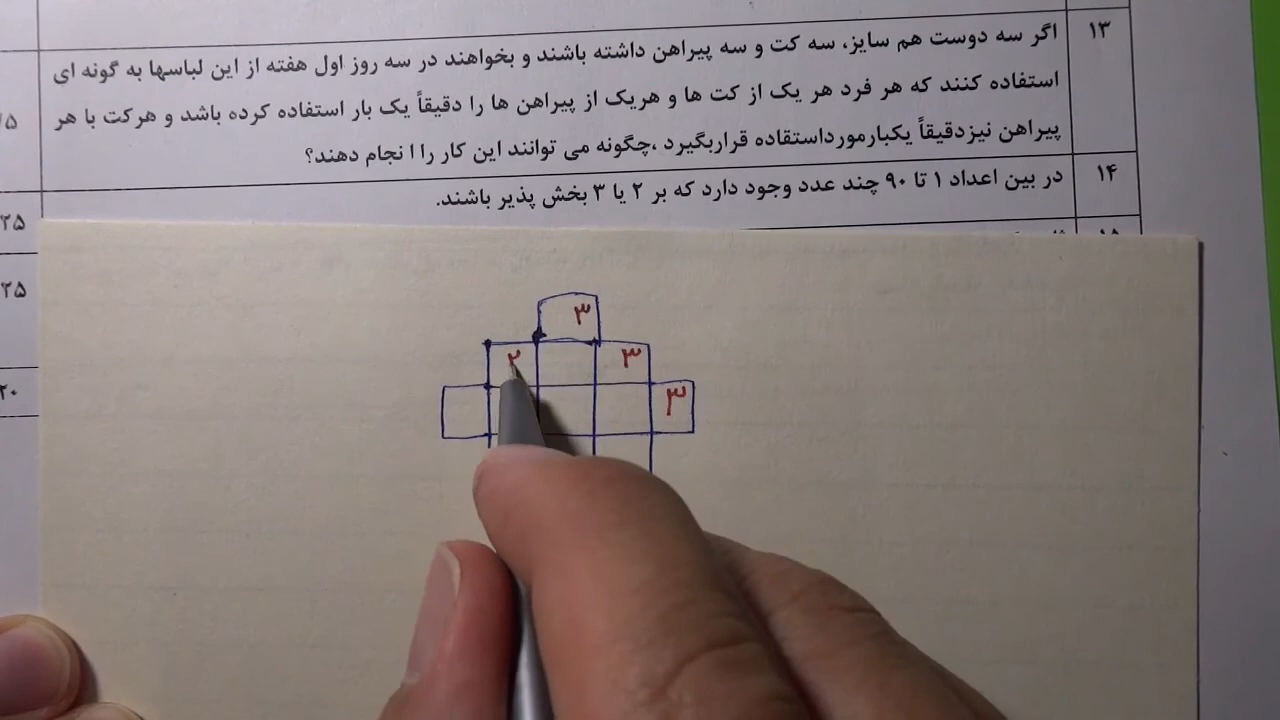 ۱۳
اگر سه دوست هم سایز، سه کت و سه پیراهن داشته باشند و بخواهند در سه روز اول هفته از این لباسها به گونه ای
استفاده کنند که هر فرد هر یک از کت ها و هریک از پیراهن ها را دقیقاً یک بار استفاده کرده باشد و هرکت با هر
پیراهن نیزدقیقاً یکبارمورداستقاده قراربگیرد ،چگونه می توانند این کار را ا نجام دهند؟
۱۴
در بین اعداد ۱ تا ۹۰ چند عدد وجود دارد که بر ۲ یا ۳ بخش پذیر باشند.
۲۵
۲۵
۲۰
۳
۲ ۳
۳